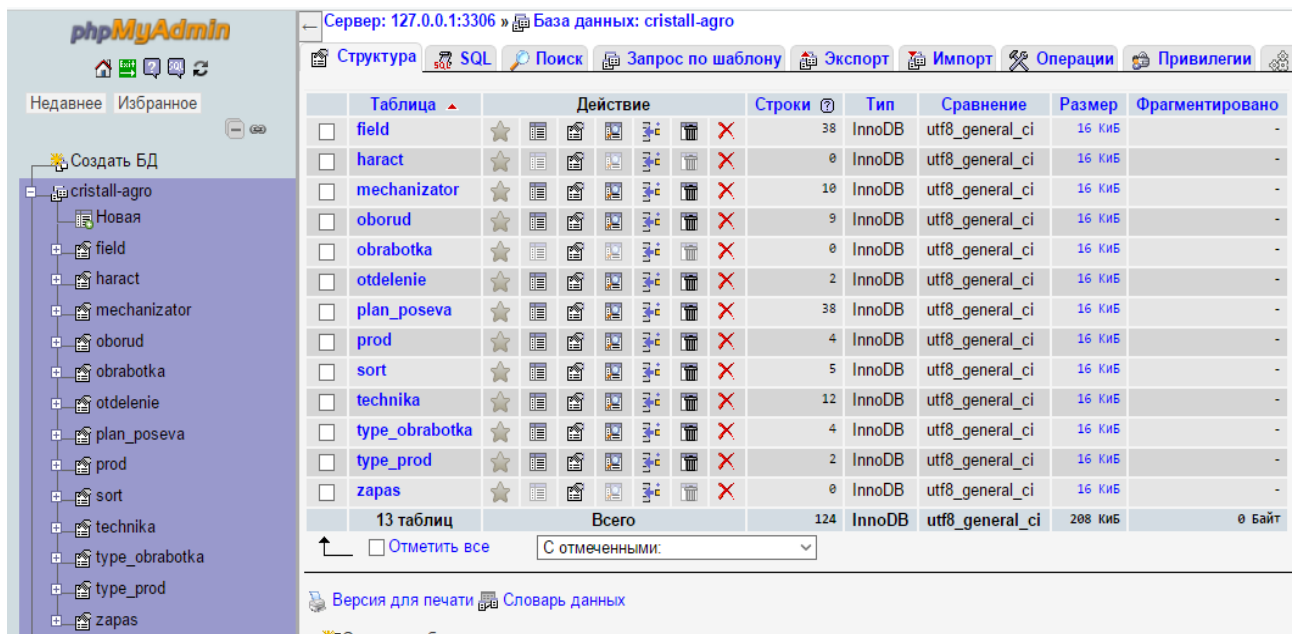 phpMyAdmin
Недавнее Избранное
Создать БД
cristall-agro
Новая
field
haract
mechanizator
oborud
obrabotka
otdelenie
plan_poseva
prod
sort
technika
type_obrabotka
type_prod
zapas
Сервер: 127.0.0.1:3306 » База данных: cristall-agro
Структура SQL Поиск Запрос по шаблону Экспорт Импорт Операции Привилегии
Таблица Действие Строки Тип Сравнение Размер Фрагментировано
field 38 InnoDB utf8_general_ci 16 КиБ -
haract 0 InnoDB utf8_general_ci 16 КиБ -
mechanizator 10 InnoDB utf8_general_ci 16 КиБ -
oborud 9 InnoDB utf8_general_ci 16 КиБ -
obrabotka 0 InnoDB utf8_general_ci 16 КиБ -
otdelenie 2 InnoDB utf8_general_ci 16 КиБ -
plan_poseva 38 InnoDB utf8_general_ci 16 КиБ -
prod 4 InnoDB utf8_general_ci 16 КиБ -
sort 5 InnoDB utf8_general_ci 16 КиБ -
technika 12 InnoDB utf8_general_ci 16 КиБ -
type_obrabotka 4 InnoDB utf8_general_ci 16 КиБ -
type_prod 2 InnoDB utf8_general_ci 16 КиБ -
zapas 0 InnoDB utf8_general_ci 16 КиБ -
13 таблиц Всего 124 InnoDB utf8_general_ci 208 КиБ 0 Байт
Отметить все С отмеченными:
Версия для печати Словарь данных